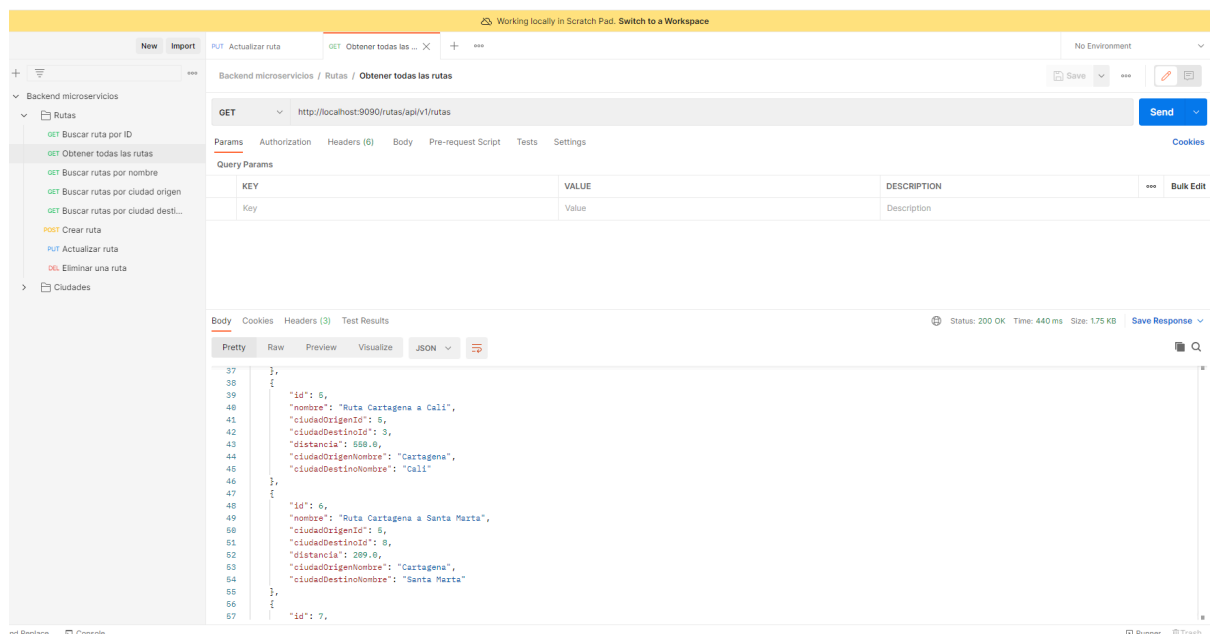 Working locally in Scratch Pad. Switch to a Workspace
New Import
PUT Actualizar ruta
GET Obtener todas las ...
No Environment
Backend microservicios / Rutas / Obtener todas las rutas
Save
Backend microservicios
Rutas
GET Buscar ruta por ID
GET Obtener todas las rutas
GET Buscar rutas por nombre
GET Buscar rutas por ciudad origen
GET Buscar rutas por ciudad desti...
POST Crear ruta
PUT Actualizar ruta
DEL Eliminar una ruta
Ciudades
GET http://localhost:9090/rutas/api/v1/rutas Send
Params Authorization Headers (6) Body Pre-request Script Tests Settings Cookies
Query Params
KEY VALUE DESCRIPTION Bulk Edit
Key Value Description
Body Cookies Headers (3) Test Results Status: 200 OK Time: 440 ms Size: 1.75 KB Save Response
Pretty Raw Preview Visualize JSON
37 },
38 {
39 "id": 5,
40 "nombre": "Ruta Cartagena a Cali",
41 "ciudadOrigenId": 5,
42 "ciudadDestinoId": 3,
43 "distancia": 550.0,
44 "ciudadOrigenNombre": "Cartagena",
45 "ciudadDestinoNombre": "Cali"
46 },
47 {
48 "id": 6,
49 "nombre": "Ruta Cartagena a Santa Marta",
50 "ciudadOrigenId": 5,
51 "ciudadDestinoId": 8,
52 "distancia": 209.0,
53 "ciudadOrigenNombre": "Cartagena",
54 "ciudadDestinoNombre": "Santa Marta"
55 },
56 {
57 "id": 7,
nd Replace Console Runner Trash